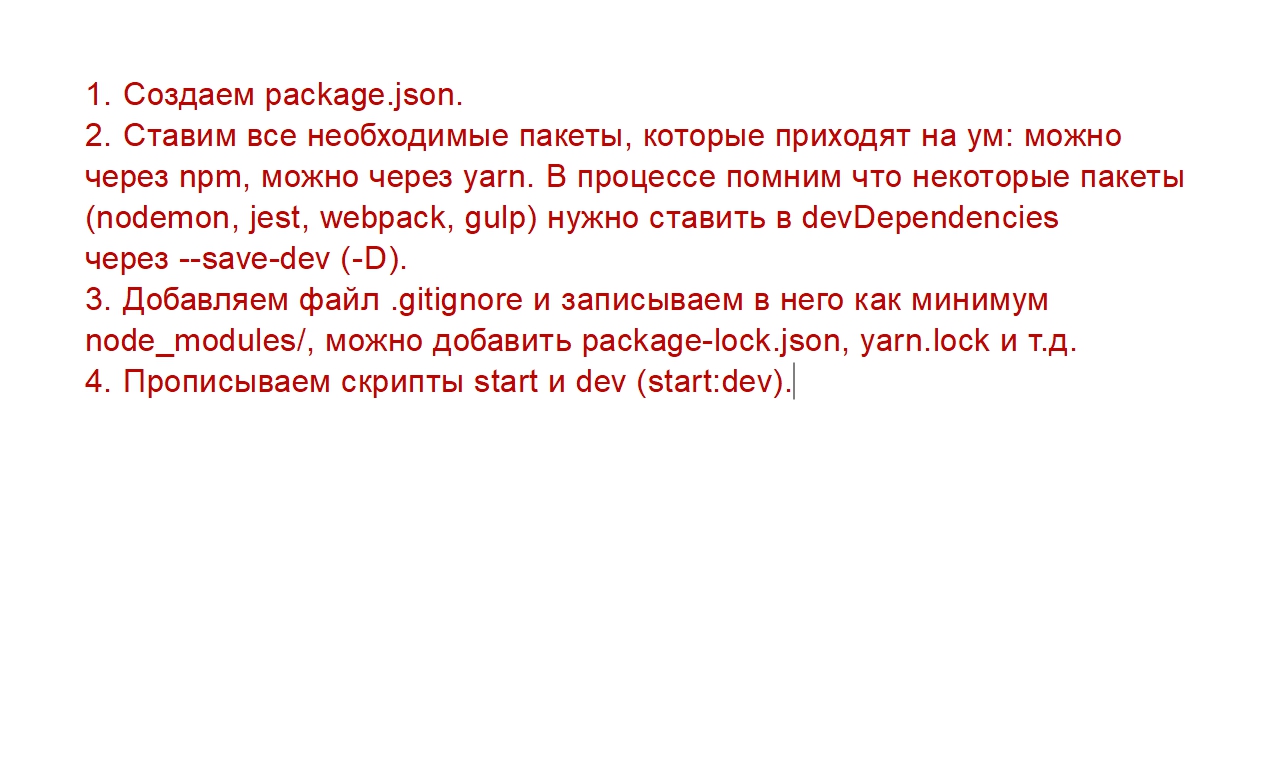 1. Создаем package.json.
2. Ставим все необходимые пакеты, которые приходят на ум: можно
через npm, можно через yarn. В процессе помним что некоторые пакеты
(nodemon, jest, webpack, gulp) нужно ставить в devDependencies
через --save-dev (-D).
3. Добавляем файл .gitignore и записываем в него как минимум
node_modules/, можно добавить package-lock.json, yarn.lock и т.д.
4. Прописываем скрипты start и dev (start:dev).